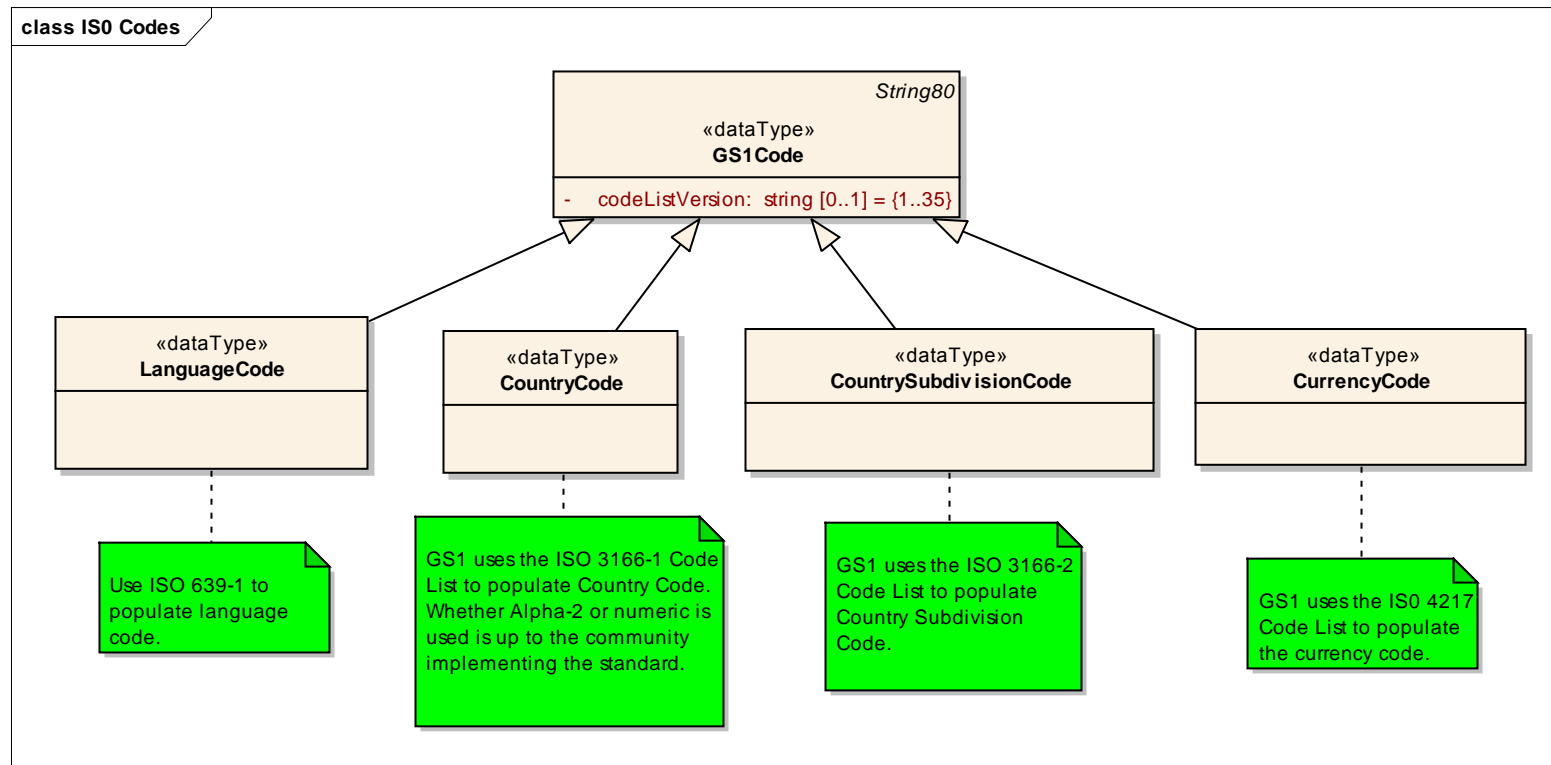 class IS0 Codes
String80
«dataType»
GS1Code
- codeListVersion: string [0..1] = {1..35}
«dataType»
LanguageCode
«dataType»
CountryCode
«dataType»
CountrySubdivisionCode
«dataType»
CurrencyCode
Use ISO 639-1 to
populate language
code.
GS1 uses the ISO 3166-1 Code
List to populate Country Code.
Whether Alpha-2 or numeric is
used is up to the community
implementing the standard.
GS1 uses the ISO 3166-2
Code List to populate
Country Subdivision
Code.
GS1 uses the IS0 4217
Code List to populate
the currency code.